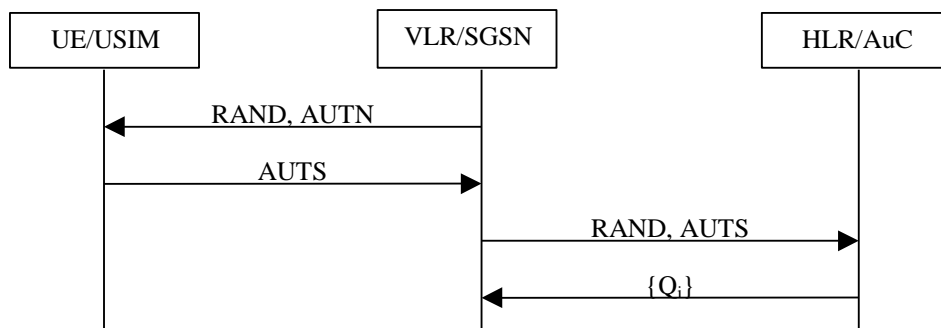 UE/USIM
VLR/SGSN
HLR/AuC
RAND, AUTN
AUTS
RAND, AUTS
{Qᵢ}